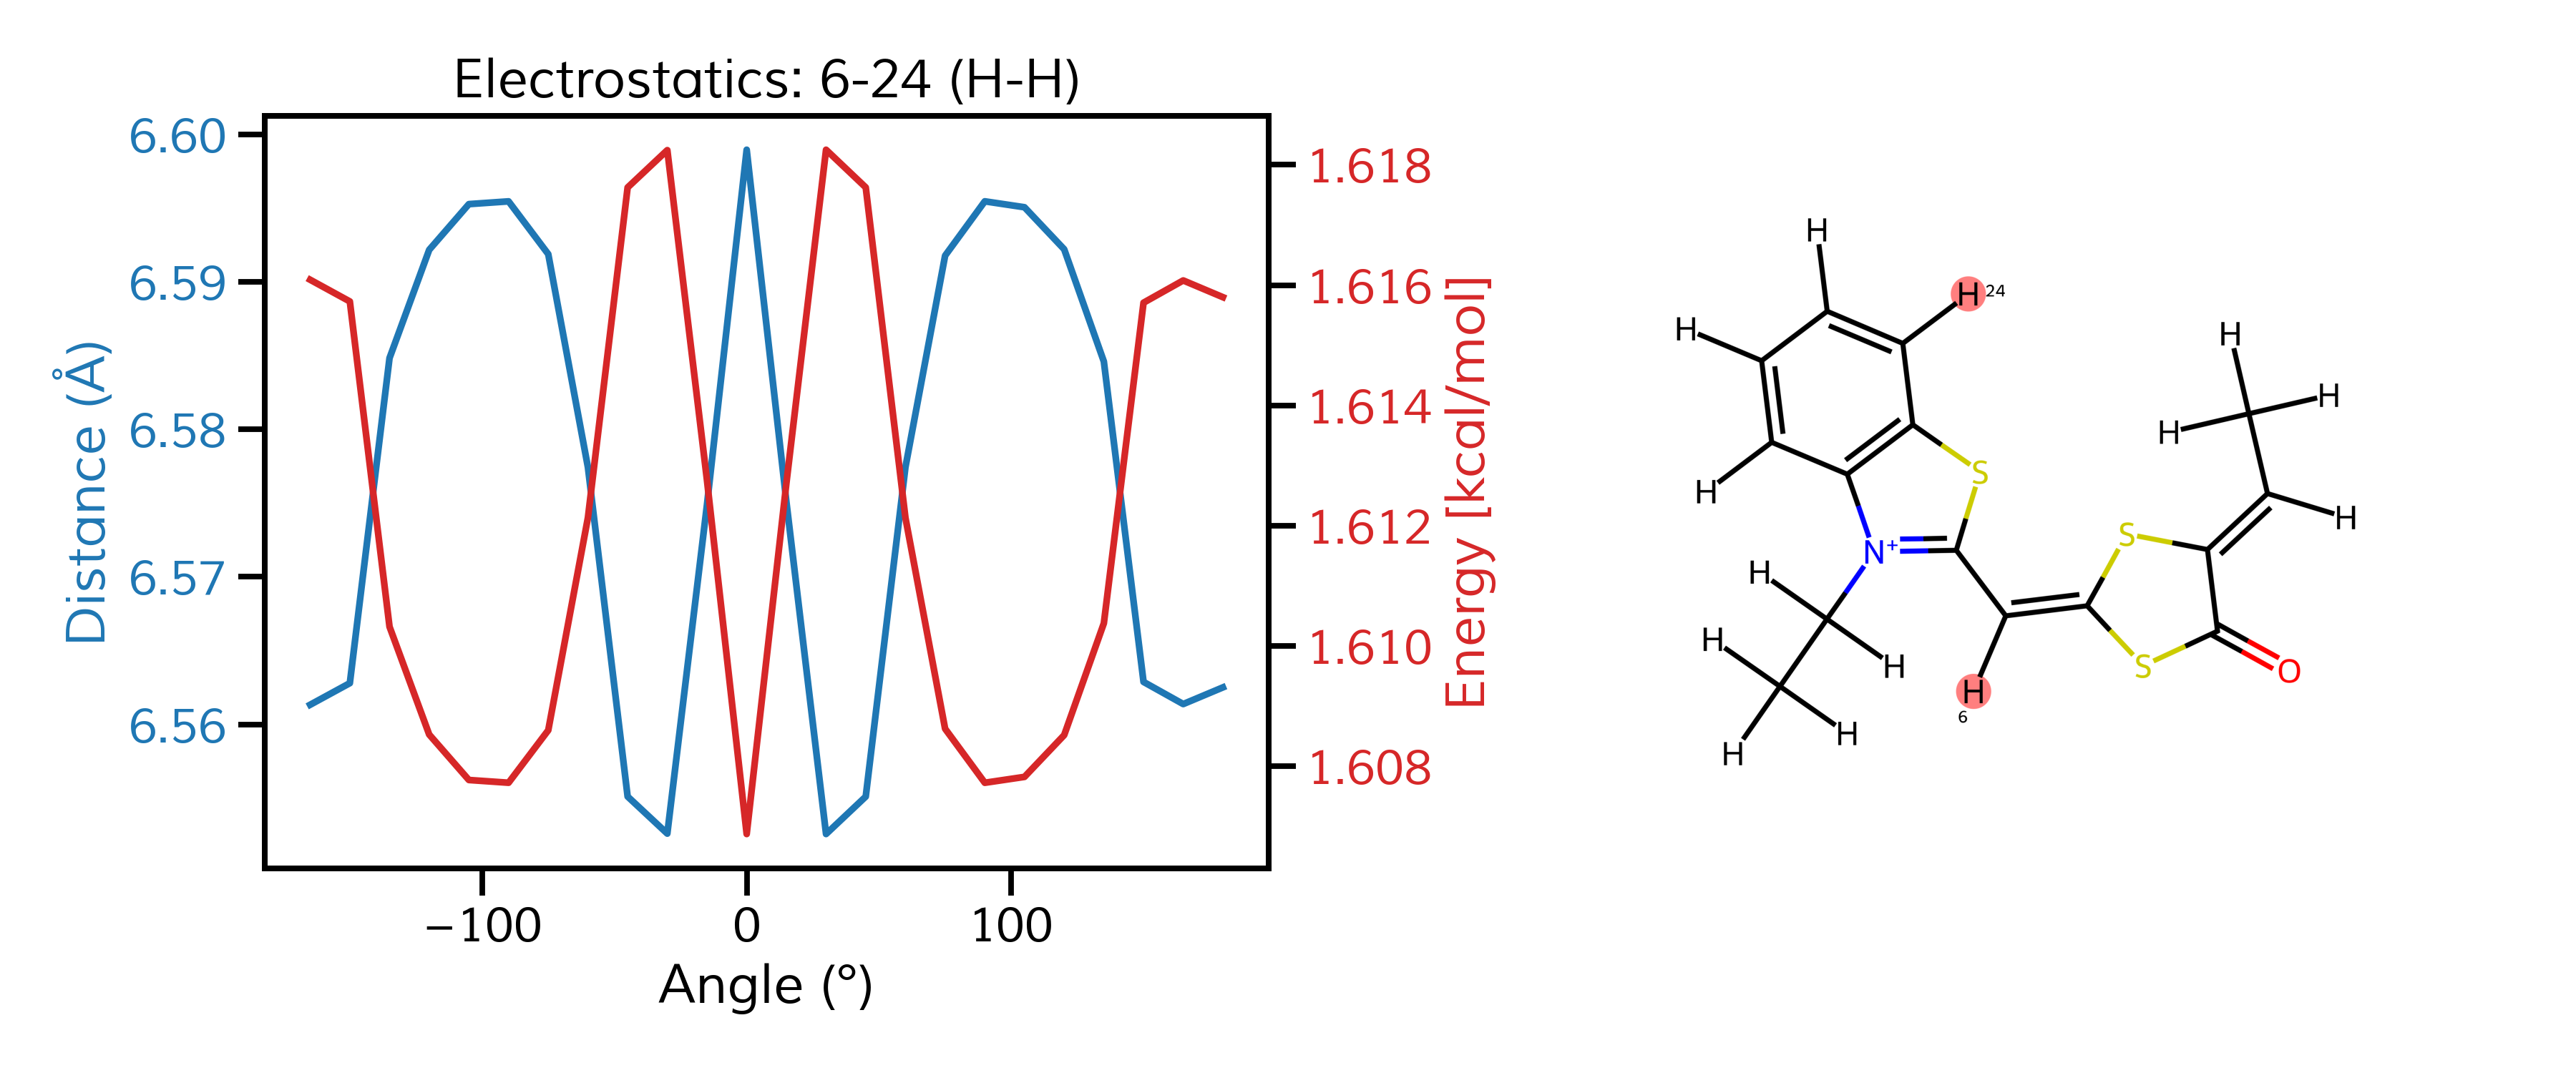 Electrostatics: 6-24 (H-H)
6.60
6.59
6.58
6.57
6.56
Distance (Å)
1.618
1.616
1.614
1.612
1.610
1.608
Energy [kcal/mol]
−100 0 100
Angle (°)
H
H 24
H
H
H
H
H
S
H
H
S
N+
H
H
H
S
O
H 
6
H
H